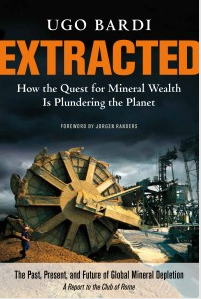 UGO BARDI
EXTRACTED
How the Quest for Mineral Wealth
Is Plundering the Planet
FOREWORD BY JORGEN RANDERS
The Past, Present, and Future of Global Mineral Depletion
A Report to the Club of Rome